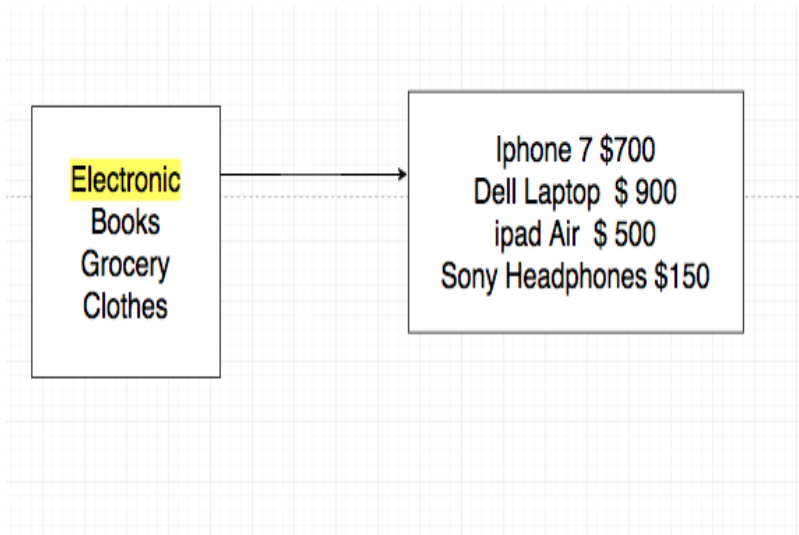 Electronic
Books
Grocery
Clothes
Iphone 7 $700
Dell Laptop $ 900
ipad Air $ 500
Sony Headphones $150